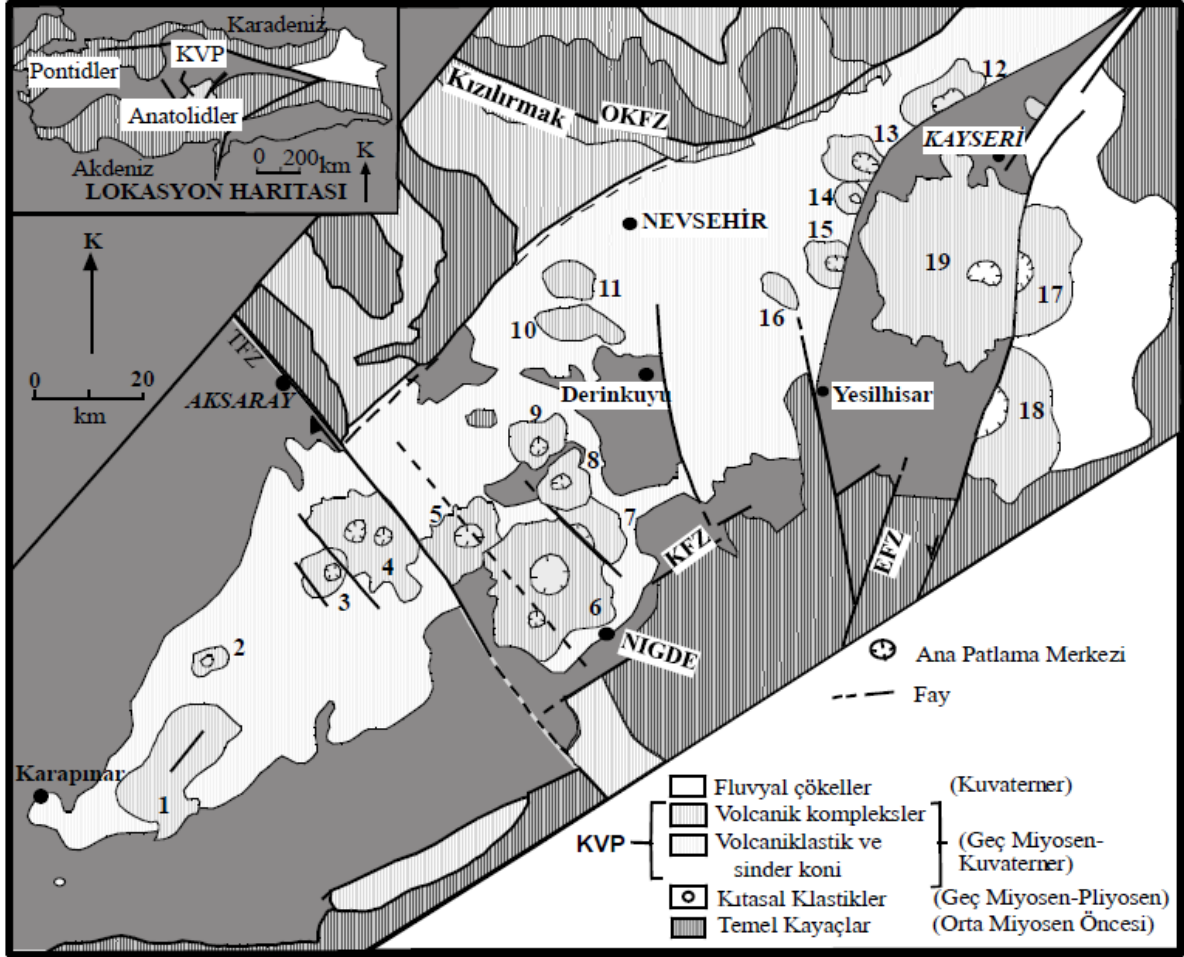 Karadeniz
KVP
Pontidler
Anatolidler
Akdeniz
0 200km
K
LOKASYON HARITASI
K
0 20
km
Kızılırmak
OKFZ
12
13
KAYSERİ
14
15
NEVSEHİR
11
10
16
19
17
TFZ
AKSARAY
Derinkuyu
Yesilhisar
18
9
8
5
7
4
3
KFZ
EFZ
6
NIGDE
2
Karapınar
1
Ana Patlama Merkezi
Fay
Fluvyal çökeller (Kuvaterner)
Volcanik kompleksler
KVP
Volcaniklastik ve
sinder koni
(Geç Miyosen-
Kuvaterner)
Kıtasal Klastikler (Geç Miyosen-Pliyosen)
Temel Kayaçlar (Orta Miyosen Öncesi)